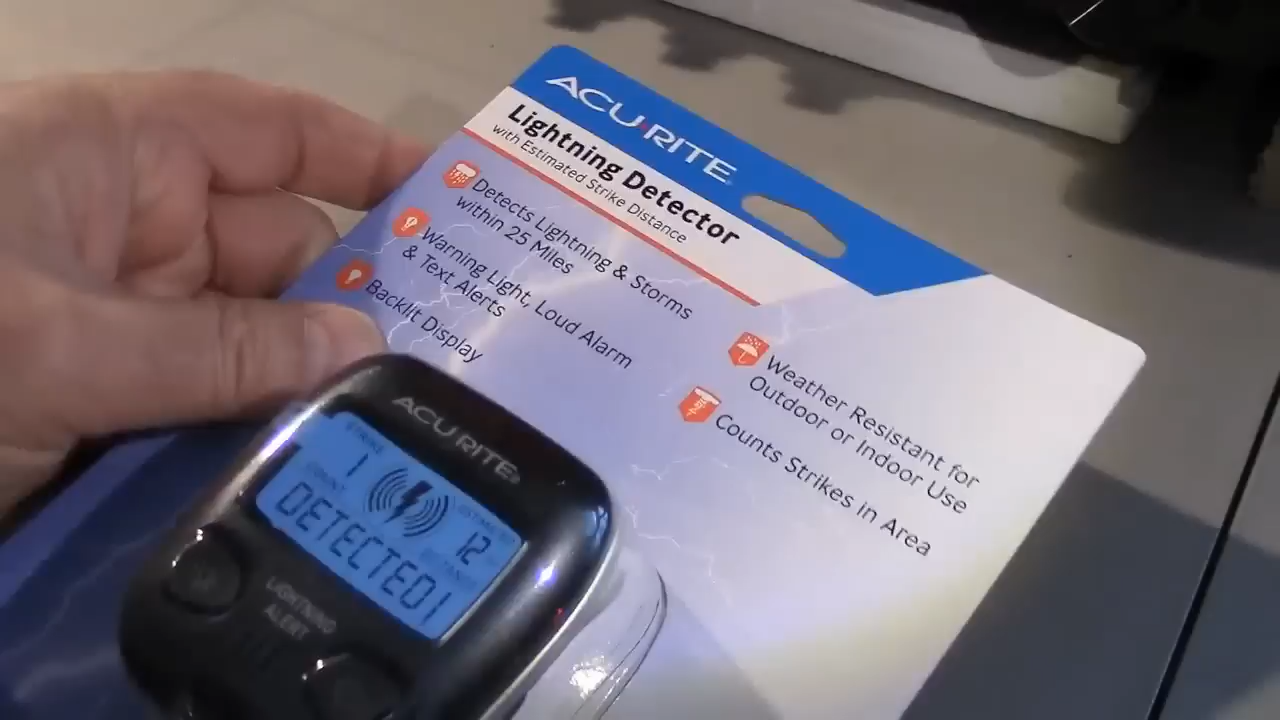 ACURITE
Lightning Detector
with Estimated Strike Distance
Detects Lightning & Storms
within 25 Miles
Warning Light, Loud Alarm
& Text Alerts
Backlit Display
Weather Resistant for
Outdoor or Indoor Use
Counts Strikes in Area
ACURITE
STRIKE
1
COUNT
12
DISTANCE
DETECTED!
LIGHTNING
ALERT